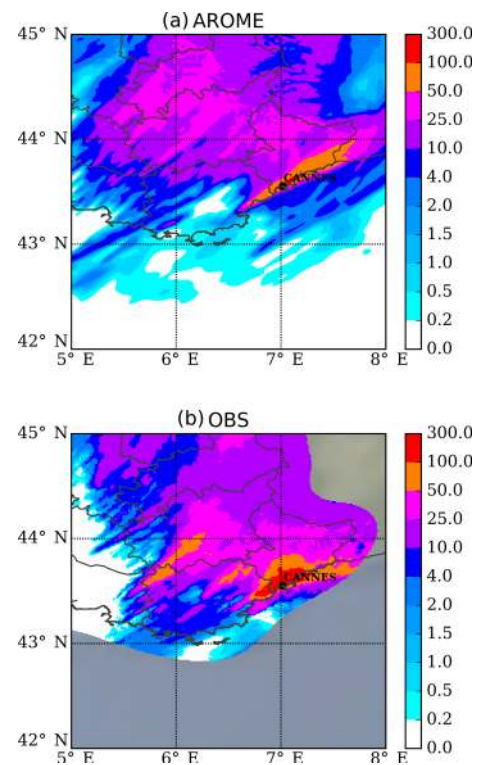 (a) AROME
45° N
44° N
43° N
42° N
5° E
6° E
7° E
8° E
CANNES
300.0
100.0
50.0
25.0
10.0
4.0
2.0
1.5
1.0
0.5
0.2
0.0
(b) OBS
45° N
44° N
43° N
42° N
5° E
6° E
7° E
8° E
CANNES
300.0
100.0
50.0
25.0
10.0
4.0
2.0
1.5
1.0
0.5
0.2
0.0